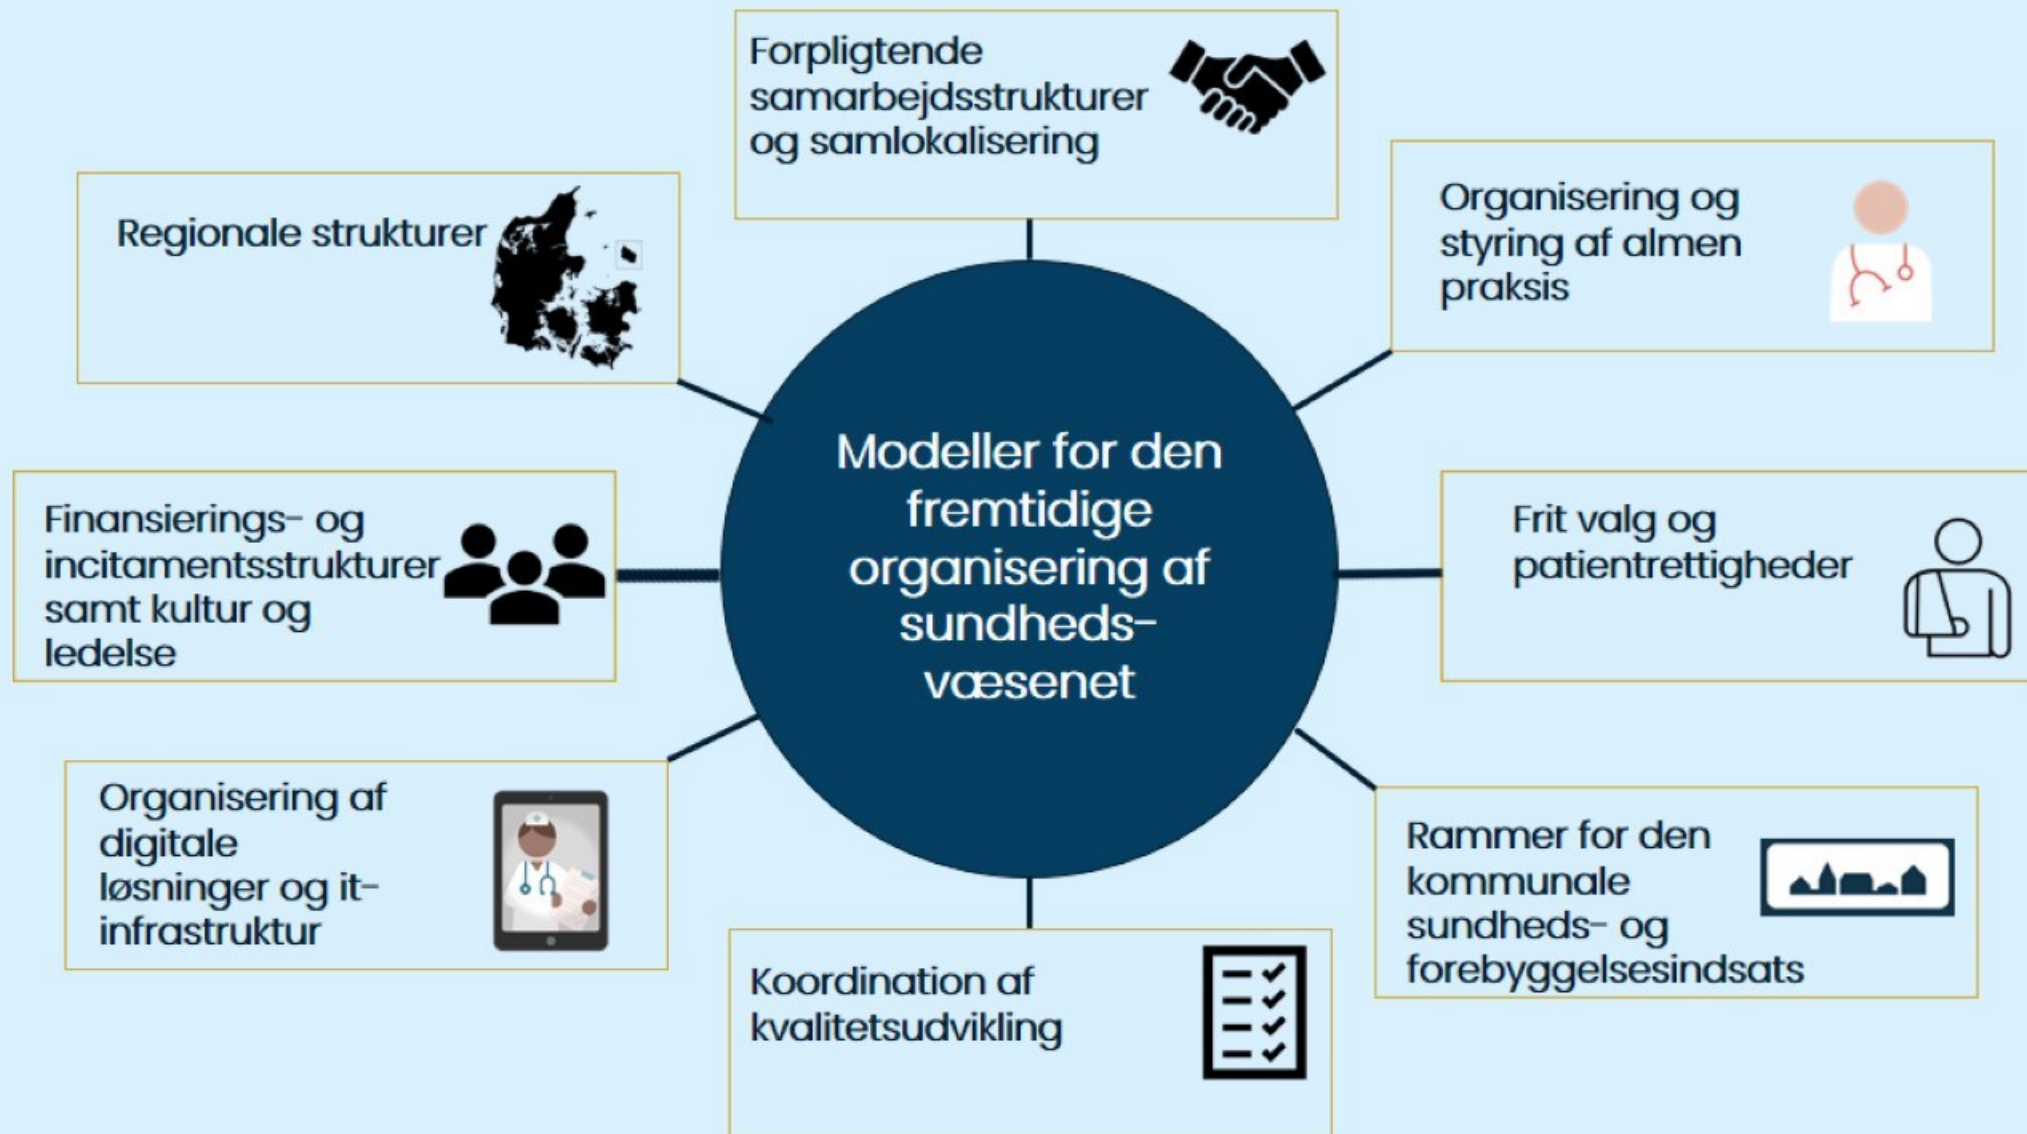 Forpligtende
samarbejdsstrukturer
og samlokalisering
Organisering og
styring af almen
praksis
Regionale strukturer
Modeller for den
fremtidige
organisering af
sundheds-
væsenet
Finansierings- og
incitamentsstrukturer
samt kultur og
ledelse
Frit valg og
patientrettigheder
Organisering af
digitale
løsninger og it-
infrastruktur
Rammer for den
kommunale
sundheds- og
forebyggelsesindsats
Koordination af
kvalitetsudvikling